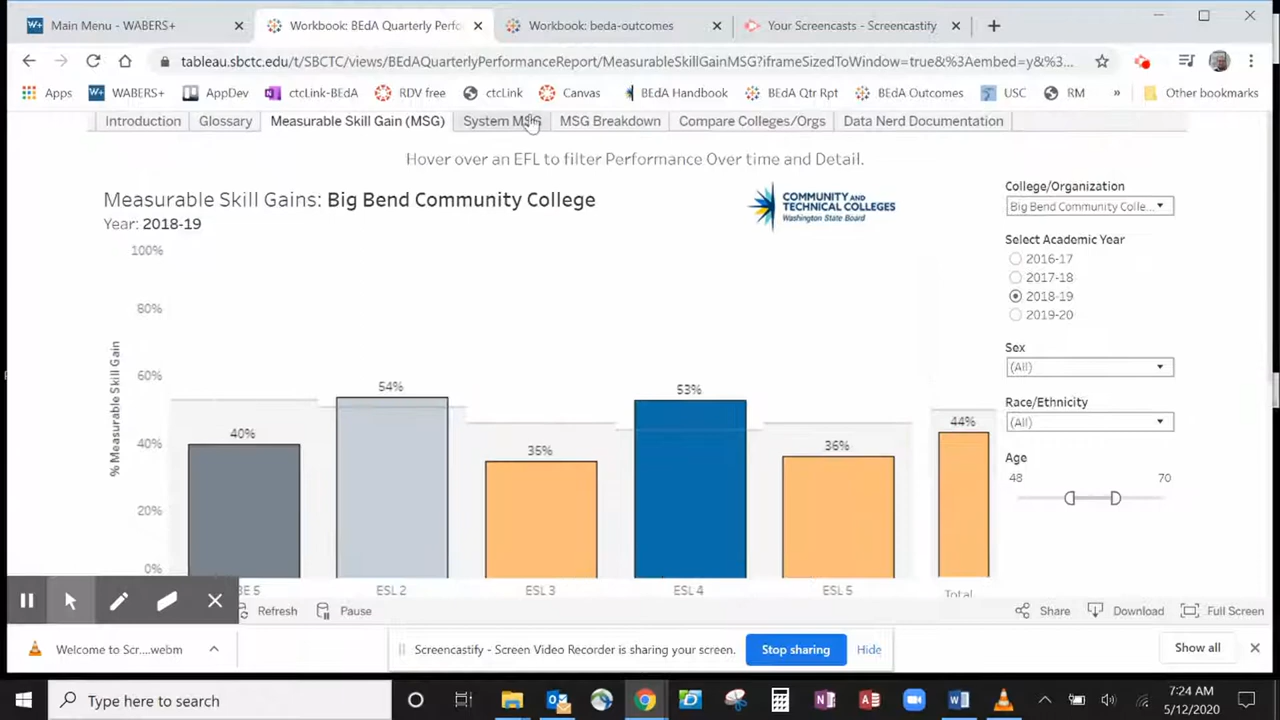 Main Menu - WABERS+
Workbook: BEdA Quarterly Perfo
Workbook: beda-outcomes
Your Screencasts - Screencastify
tableau.sbctc.edu/t/SBCTC/views/BEdAQuarterlyPerformanceReport/MeasurableSkillGainMSG?iframeSizedToWindow=true&%3Aembed=y&%3...
Apps
WABERS+
AppDev
ctcLink-BEdA
RDV free
ctcLink
Canvas
BEdA Handbook
BEdA Qtr Rpt
BEdA Outcomes
USC
RM
»
Other bookmarks
Introduction
Glossary
Measurable Skill Gain (MSG)
System MSG
MSG Breakdown
Compare Colleges/Orgs
Data Nerd Documentation
Hover over an EFL to filter Performance Over time and Detail.
Measurable Skill Gains: Big Bend Community College
Year: 2018-19
COMMUNITY AND
TECHNICAL COLLEGES
Washington State Board
College/Organization
Big Bend Community Colle...
Select Academic Year
2016-17
2017-18
2018-19
2019-20
Sex
(All)
Race/Ethnicity
(All)
Age
48
70
% Measurable Skill Gain
100%
80%
60%
40%
20%
0%
40%
54%
35%
53%
36%
44%
BE 5
ESL 2
ESL 3
ESL 4
ESL 5
Total
Refresh
Pause
Share
Download
Full Screen
Welcome to Scr....webm
Screencastify - Screen Video Recorder is sharing your screen.
Stop sharing
Hide
Show all
Type here to search
7:24 AM
5/12/2020